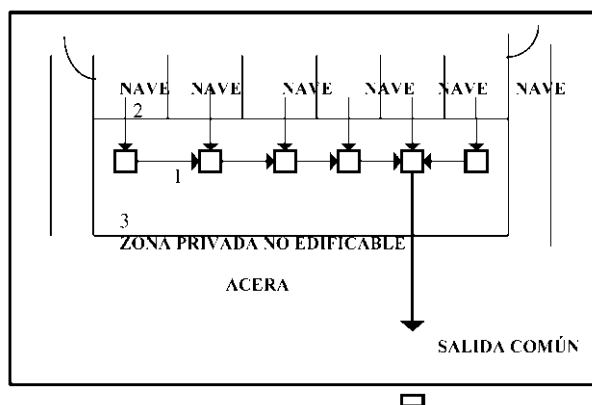 NAVE NAVE NAVE NAVE NAVE NAVE
2
1
3
ZONA PRIVADA NO EDIFICABLE
ACERA
SALIDA COMÚN